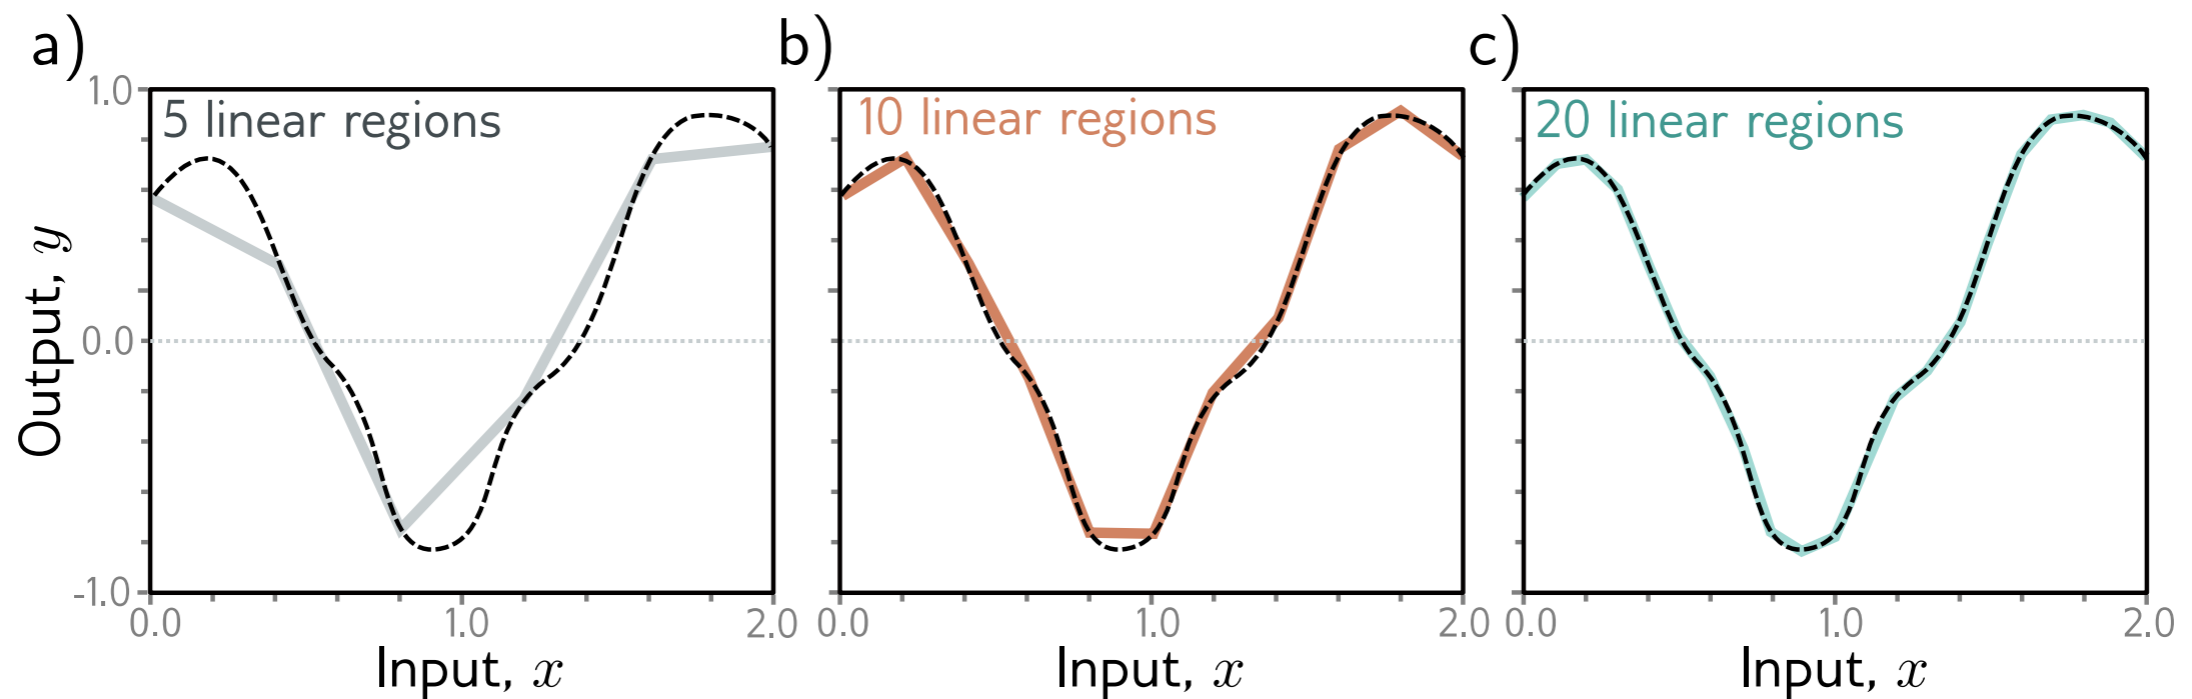 a)
5 linear regions
1.0
0.0
-1.0
Output, y
0.0
1.0
2.0
Input, x
b)
10 linear regions
0.0
1.0
2.0
Input, x
c)
20 linear regions
0.0
1.0
2.0
Input, x